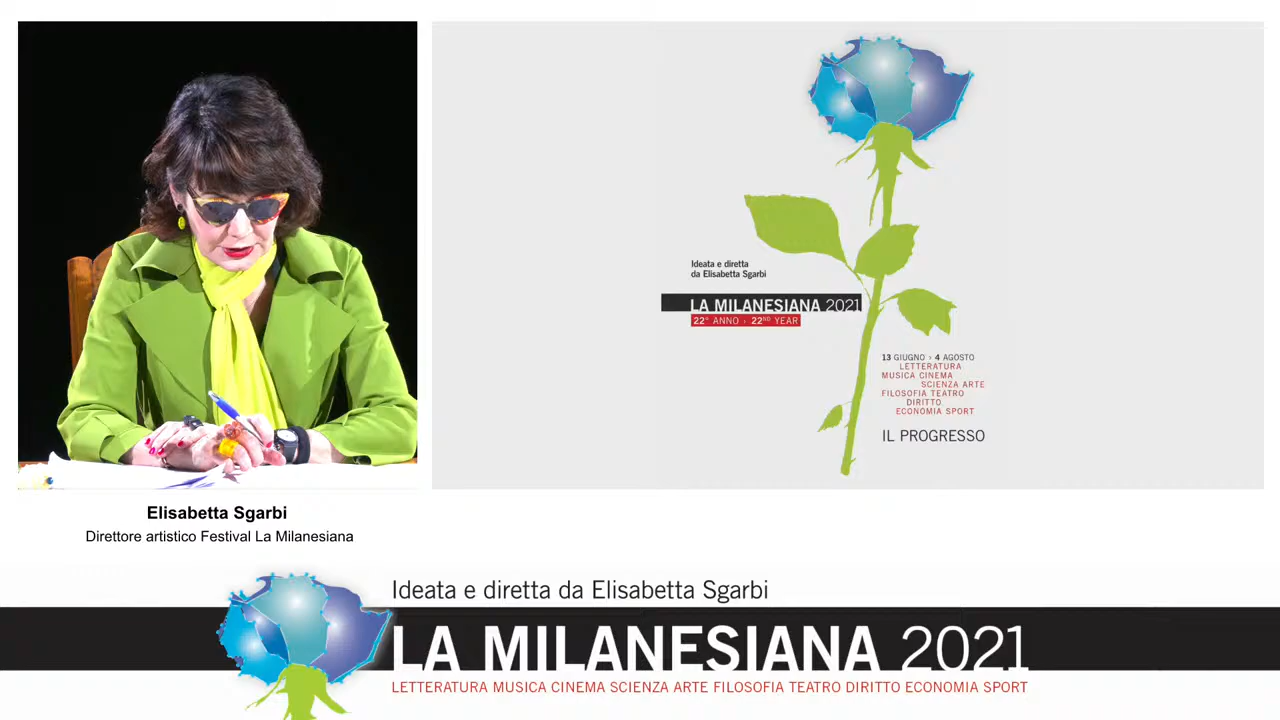 Ideata e diretta
da Elisabetta Sgarbi
LA MILANESIANA 2021
22° ANNO › 22ND YEAR
13 GIUGNO › 4 AGOSTO
LETTERATURA
MUSICA CINEMA
SCIENZA ARTE
FILOSOFIA TEATRO
DIRITTO
ECONOMIA SPORT
IL PROGRESSO
Elisabetta Sgarbi
Direttore artistico Festival La Milanesiana
Ideata e diretta da Elisabetta Sgarbi
LA MILANESIANA 2021
LETTERATURA MUSICA CINEMA SCIENZA ARTE FILOSOFIA TEATRO DIRITTO ECONOMIA SPORT